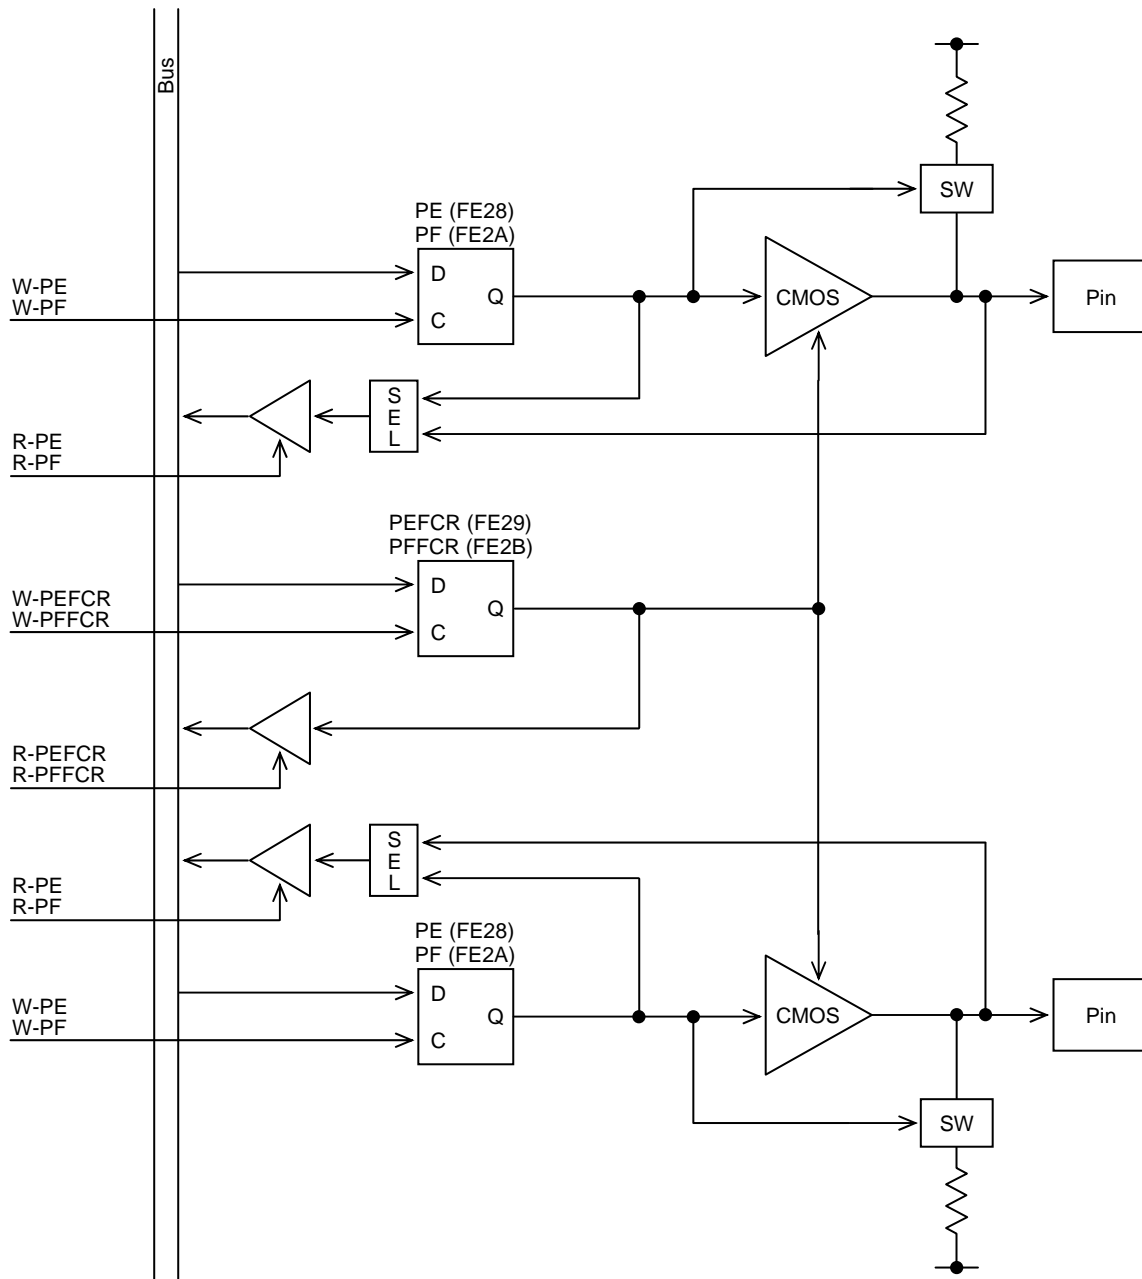 Bus
SW
PE (FE28)
PF (FE2A)
D
Q
C
CMOS
Pin
W-PE
W-PF
S
E
L
R-PE
R-PF
PEFCR (FE29)
PFFCR (FE2B)
D
Q
C
W-PEFCR
W-PFFCR
R-PEFCR
R-PFFCR
S
E
L
R-PE
R-PF
PE (FE28)
PF (FE2A)
D
Q
C
CMOS
Pin
W-PE
W-PF
SW